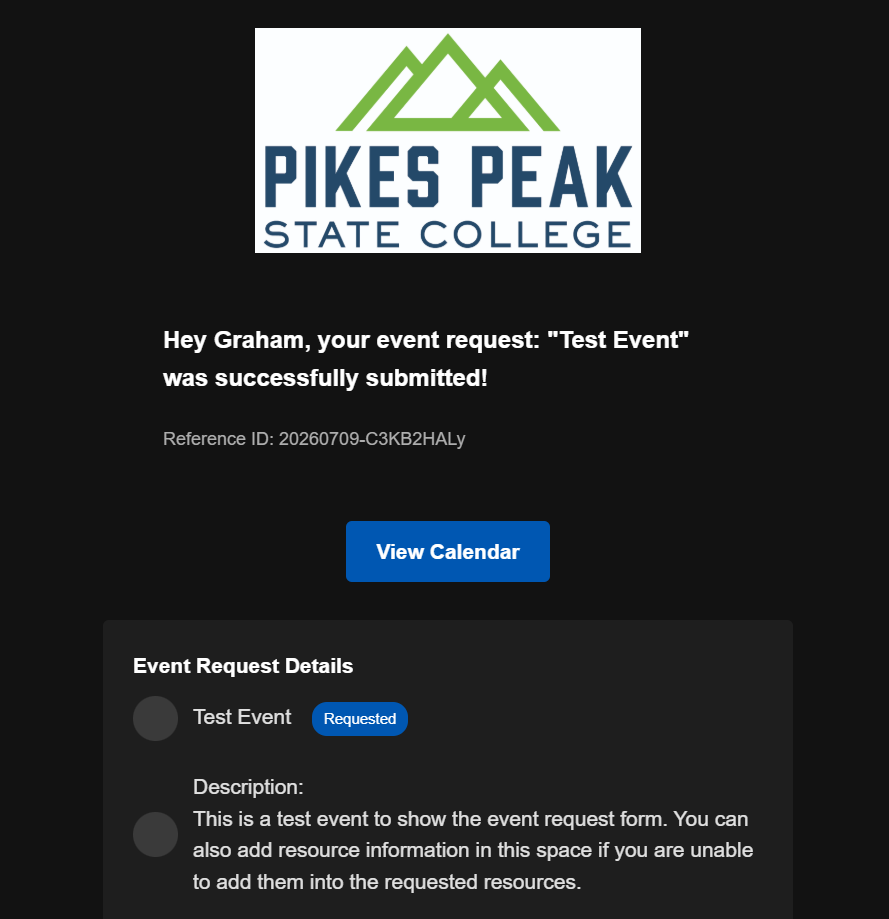 PIKES PEAK
STATE COLLEGE
Hey Graham, your event request: "Test Event"
was successfully submitted!
Reference ID: 20260709-C3KB2HALy
View Calendar
Event Request Details
Test Event Requested
Description:
This is a test event to show the event request form. You can
also add resource information in this space if you are unable
to add them into the requested resources.